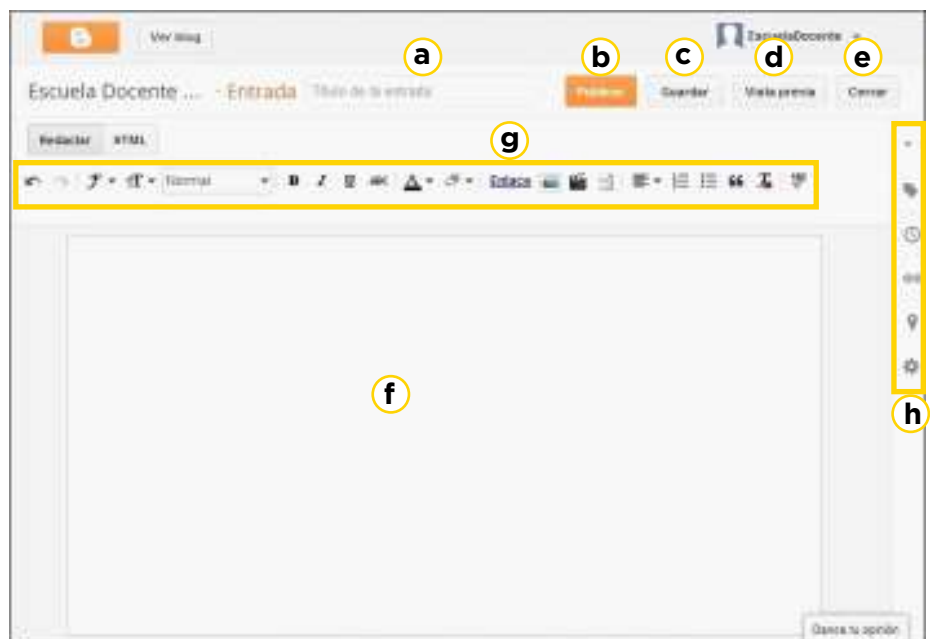 Ver blog EscuelaDocente
a b c d e
Escuela Docente ... · Entrada Título de la entrada Publicar Guardar Vista previa Cerrar
Redactar HTML g
Normal B I U ABC A Enlace
f
h
Danos tu opinión